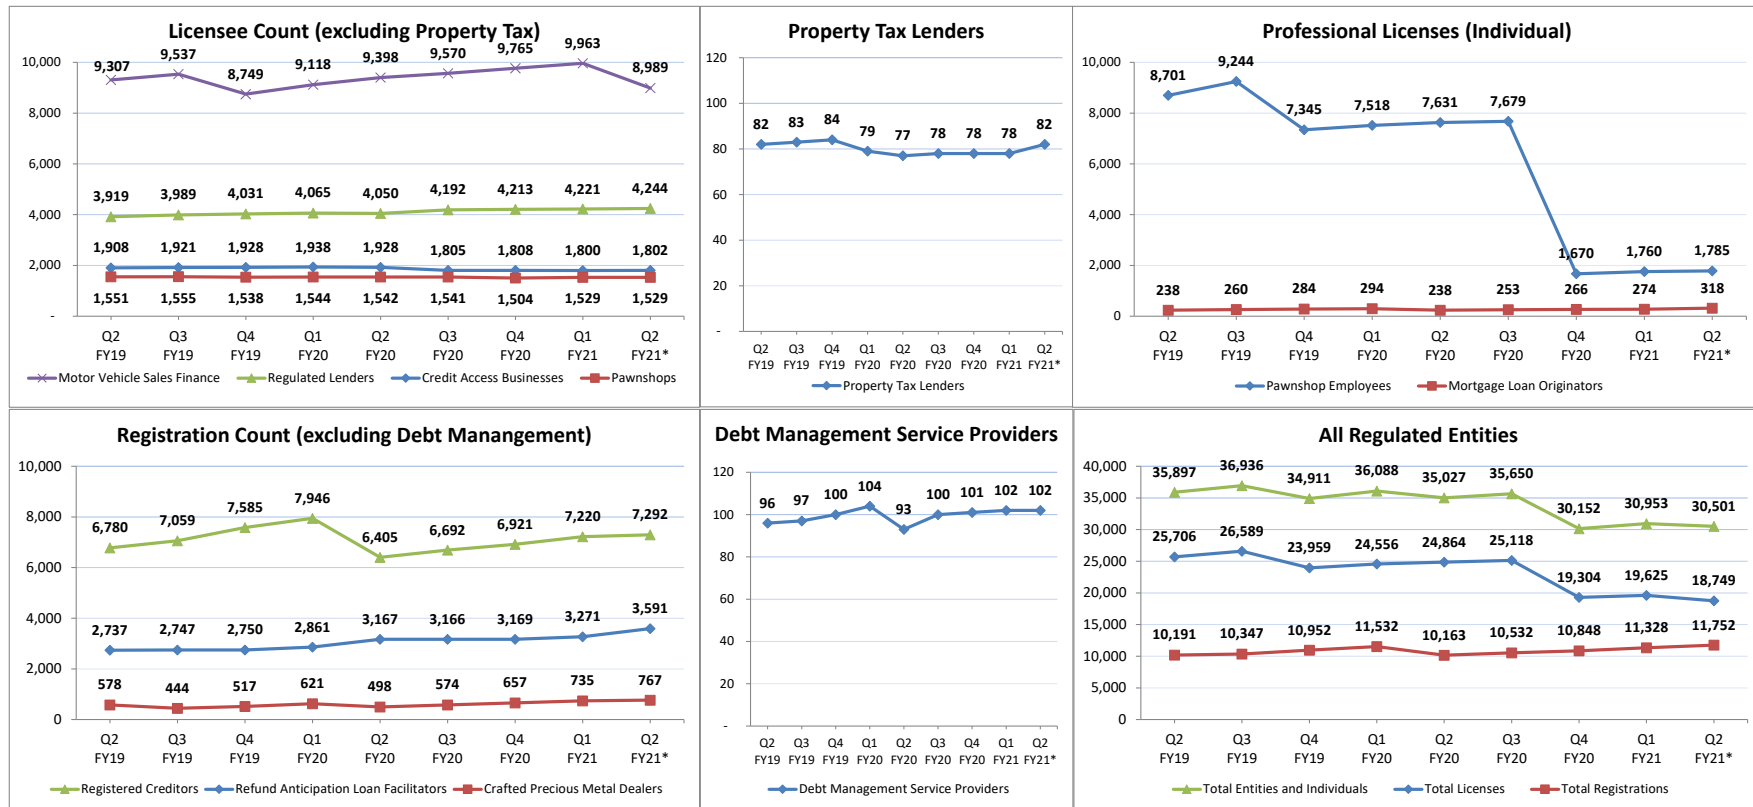 Licensee Count (excluding Property Tax)
10,000
8,000
6,000
4,000
2,000
-
9,307 9,537 8,749 9,118 9,398 9,570 9,765 9,963 8,989
3,919 3,989 4,031 4,065 4,050 4,192 4,213 4,221 4,244
1,908 1,921 1,928 1,938 1,928 1,805 1,808 1,800 1,802
1,551 1,555 1,538 1,544 1,542 1,541 1,504 1,529 1,529
Q2 Q3 Q4 Q1 Q2 Q3 Q4 Q1 Q2
FY19 FY19 FY19 FY20 FY20 FY20 FY20 FY21 FY21*
Motor Vehicle Sales Finance Regulated Lenders Credit Access Businesses Pawnshops
Property Tax Lenders
120
100
80
60
40
20
-
82 83 84 79 77 78 78 78 82
Q2 Q3 Q4 Q1 Q2 Q3 Q4 Q1 Q2
FY19 FY19 FY19 FY20 FY20 FY20 FY20 FY21 FY21*
Property Tax Lenders
Professional Licenses (Individual)
10,000
8,000
6,000
4,000
2,000
0
8,701 9,244 7,345 7,518 7,631 7,679 1,670 1,760 1,785
238 260 284 294 238 253 266 274 318
Q2 Q3 Q4 Q1 Q2 Q3 Q4 Q1 Q2
FY19 FY19 FY19 FY20 FY20 FY20 FY20 FY21 FY21*
Pawnshop Employees Mortgage Loan Originators
Registration Count (excluding Debt Manangement)
10,000
8,000
6,000
4,000
2,000
0
6,780 7,059 7,585 7,946 6,405 6,692 6,921 7,220 7,292
2,737 2,747 2,750 2,861 3,167 3,166 3,169 3,271 3,591
578 444 517 621 498 574 657 735 767
Q2 Q3 Q4 Q1 Q2 Q3 Q4 Q1 Q2
FY19 FY19 FY19 FY20 FY20 FY20 FY20 FY21 FY21*
Registered Creditors Refund Anticipation Loan Facilitators Crafted Precious Metal Dealers
Debt Management Service Providers
120
100
80
60
40
20
-
96 97 100 104 93 100 101 102 102
Q2 Q3 Q4 Q1 Q2 Q3 Q4 Q1 Q2
FY19 FY19 FY19 FY20 FY20 FY20 FY20 FY21 FY21*
Debt Management Service Providers
All Regulated Entities
40,000
35,000
30,000
25,000
20,000
15,000
10,000
5,000
0
35,897 36,936 34,911 36,088 35,027 35,650 30,152 30,953 30,501
25,706 26,589 23,959 24,556 24,864 25,118 19,304 19,625 18,749
10,191 10,347 10,952 11,532 10,163 10,532 10,848 11,328 11,752
Q2 Q3 Q4 Q1 Q2 Q3 Q4 Q1 Q2
FY19 FY19 FY19 FY20 FY20 FY20 FY20 FY21 FY21*
Total Entities and Individuals Total Licenses Total Registrations